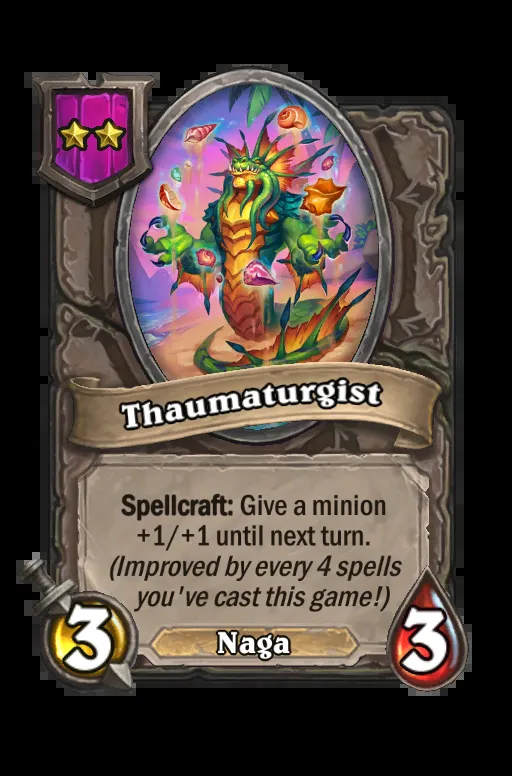 Thaumaturgist
Spellcraft: Give a minion
+1/+1 until next turn.
(Improved by every 4 spells
you've cast this game!)
3
Naga
3